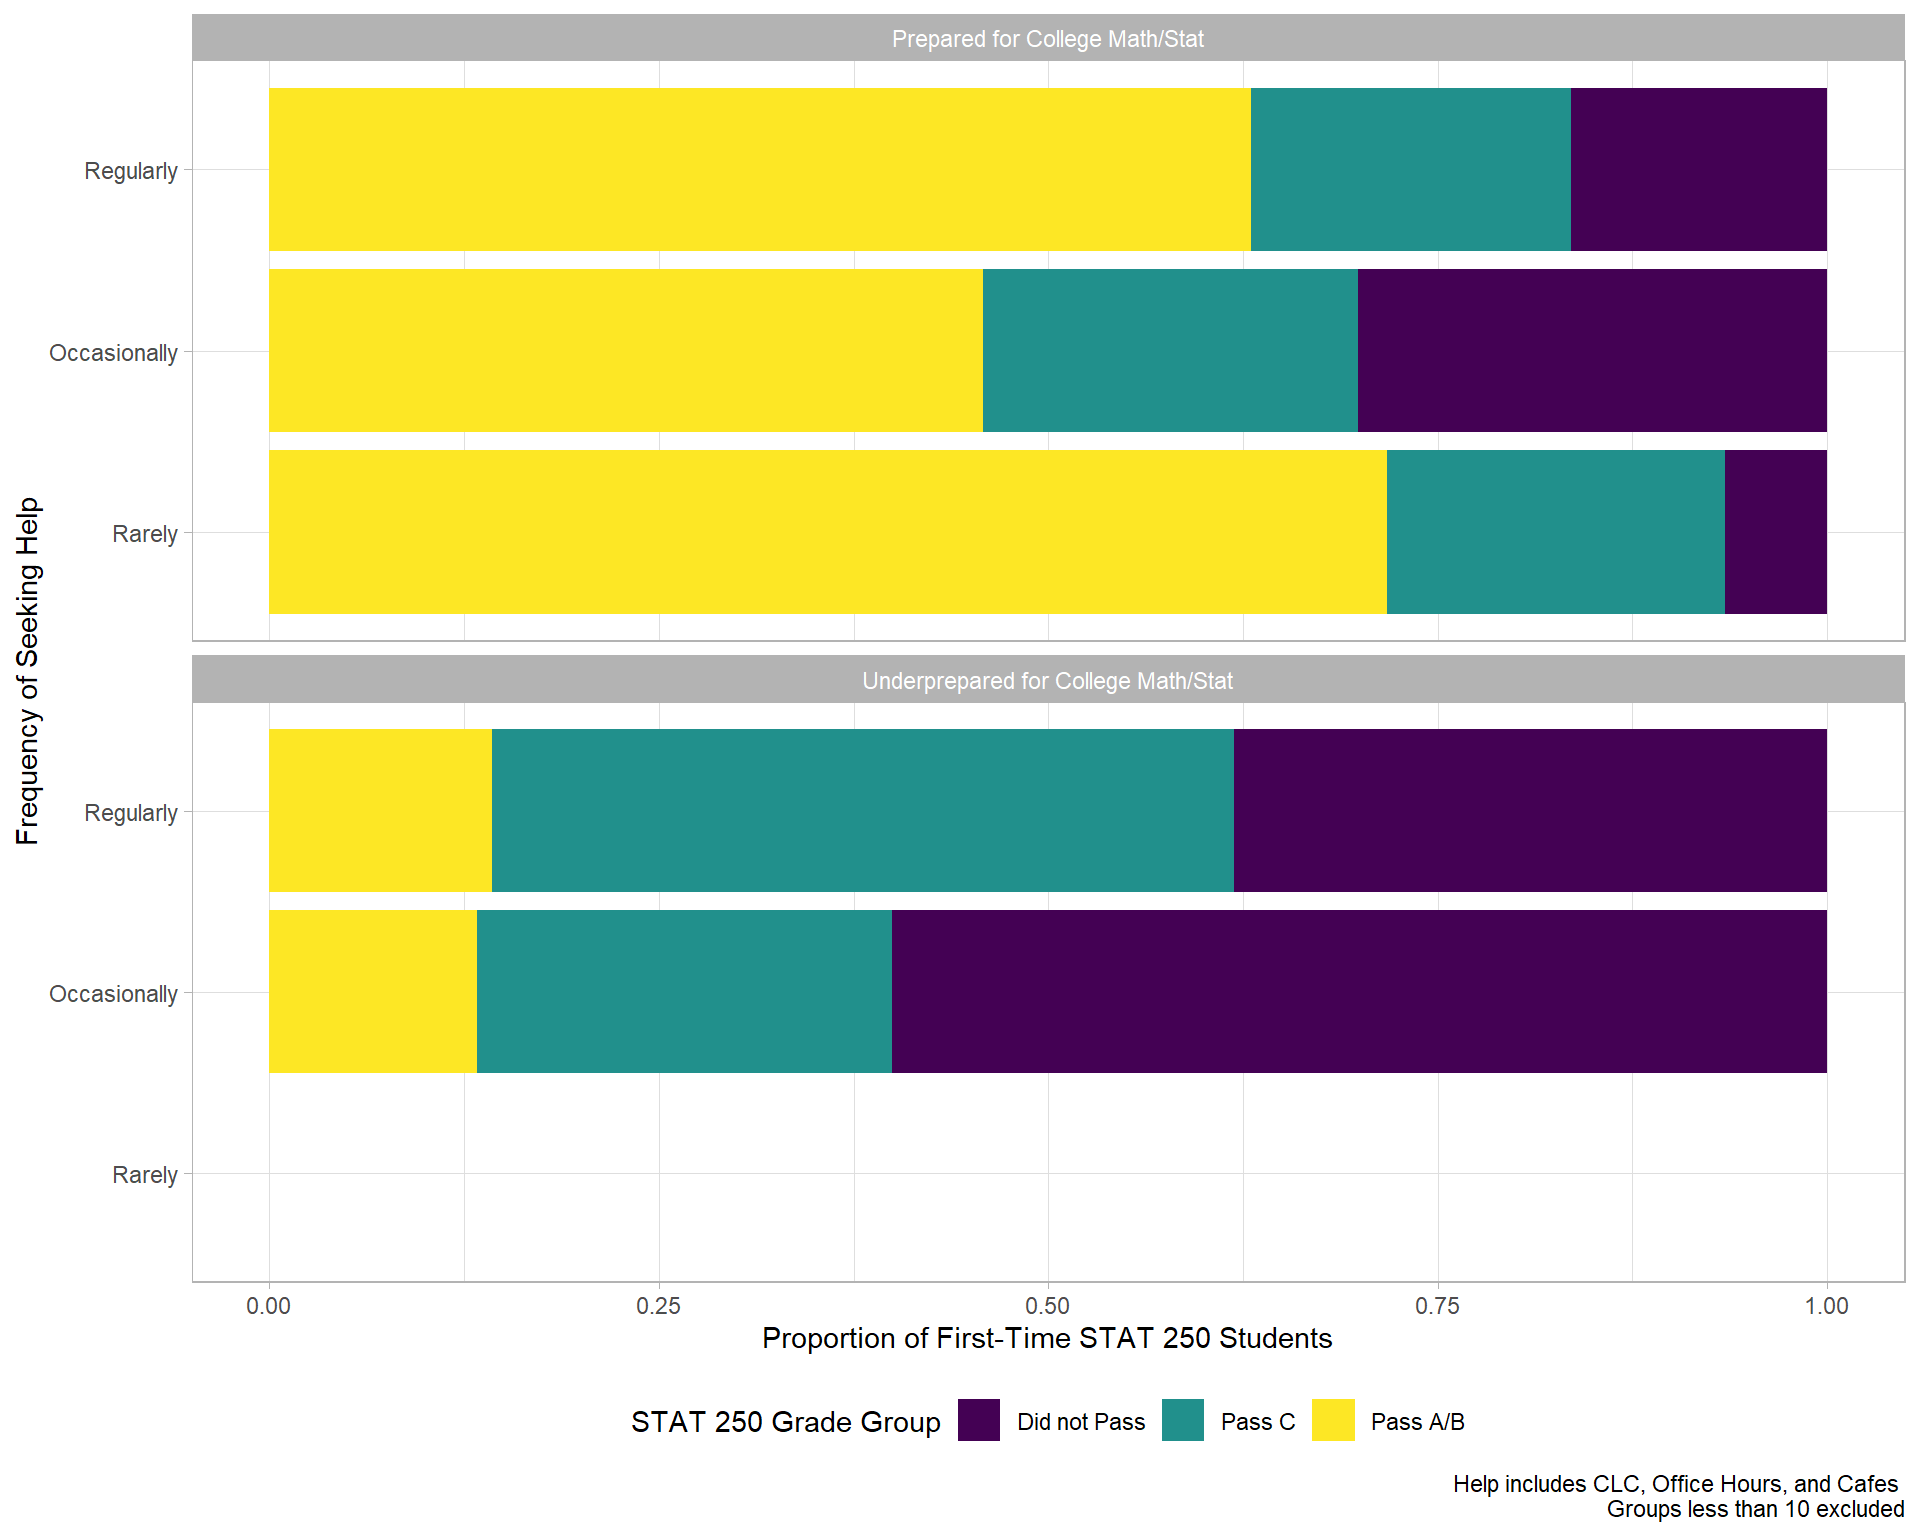 Prepared for College Math/Stat
Regularly
Occasionally
Rarely
Frequency of Seeking Help
Underprepared for College Math/Stat
Regularly
Occasionally
Rarely
0.00 0.25 0.50 0.75 1.00
Proportion of First-Time STAT 250 Students
STAT 250 Grade Group Did not Pass Pass C Pass A/B
Help includes CLC, Office Hours, and Cafes
Groups less than 10 excluded